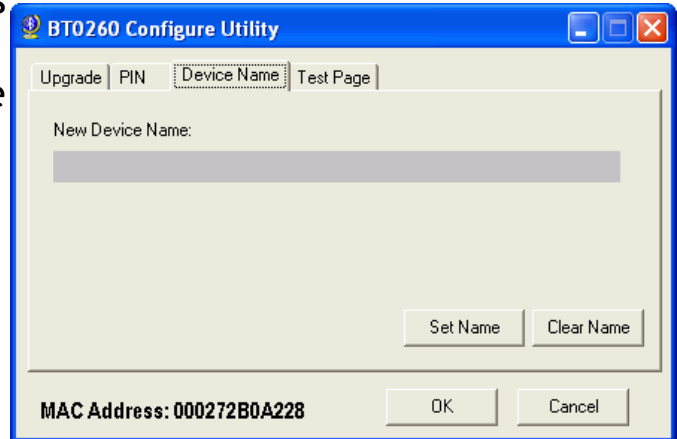 BT0260 Configure Utility
Upgrade PIN Device Name Test Page
New Device Name:
Set Name Clear Name
MAC Address: 000272B0A228 OK Cancel